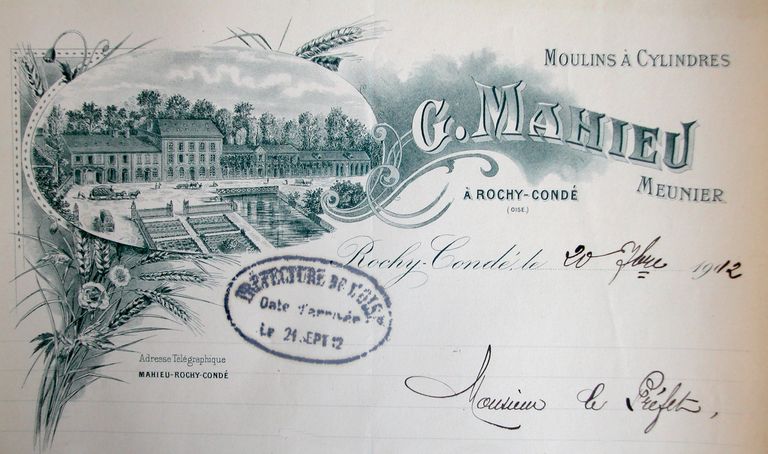 MOULINS À CYLINDRES
G. MAHIEU
MEUNIER
À ROCHY-CONDÉ
(OISE.)
Rochy-Condé, le 20 7bre 1912
PRÉFECTURE DE L'OISE
Date d'arrivée
Le 21 SEPT 12
Adresse Télégraphique
MAHIEU-ROCHY-CONDÉ
Monsieur le Préfet,